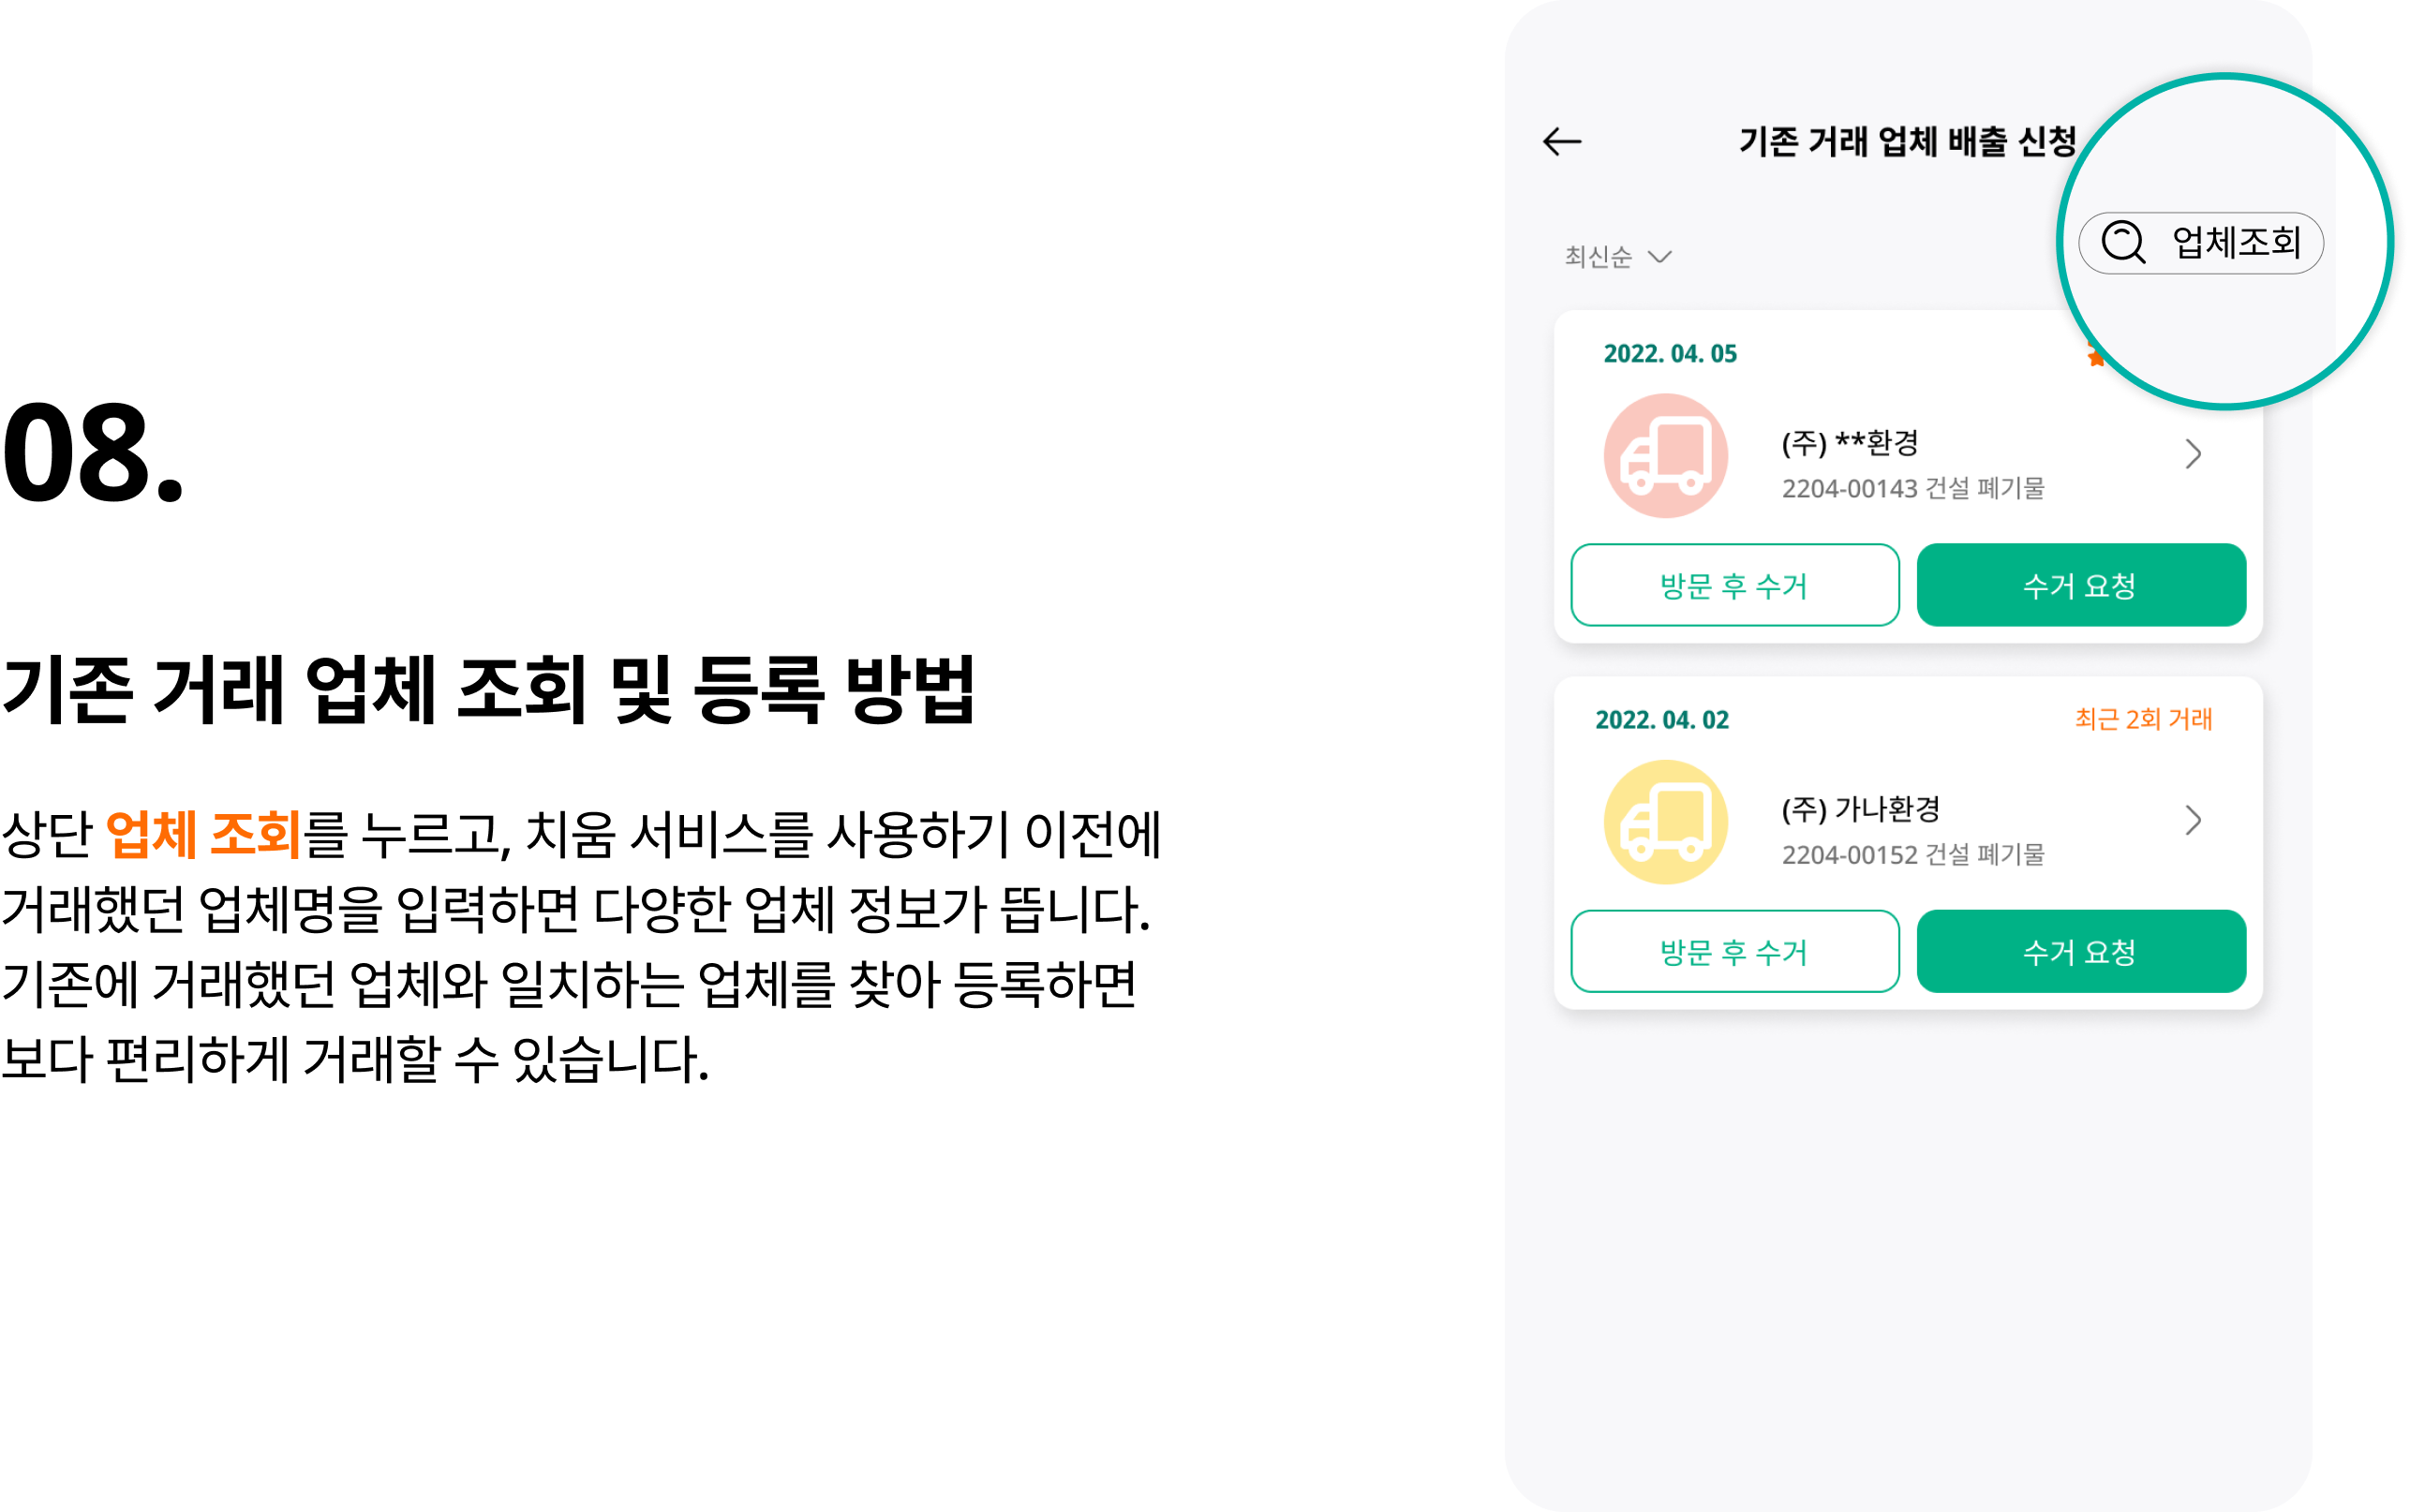 08.
기존 거래 업체 조회 및 등록 방법
상단 업체 조회를 누르고, 처음 서비스를 사용하기 이전에
거래했던 업체명을 입력하면 다양한 업체 정보가 뜹니다.
기존에 거래했던 업체와 일치하는 업체를 찾아 등록하면
보다 편리하게 거래할 수 있습니다.
기존 거래 업체 배출 신청
업체조회
최신순
2022. 04. 05
(주) **환경
2204-00143 건설 폐기물
방문 후 수거
수거 요청
2022. 04. 02
최근 2회 거래
(주) 가나환경
2204-00152 건설 폐기물
방문 후 수거
수거 요청